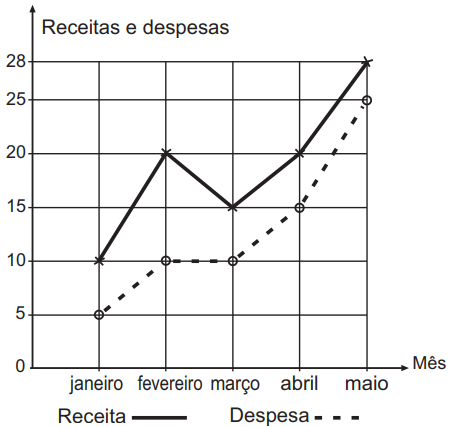 Receitas e despesas
28
25
20
15
10
5
0
Mês
janeiro fevereiro março abril maio
Receita Despesa